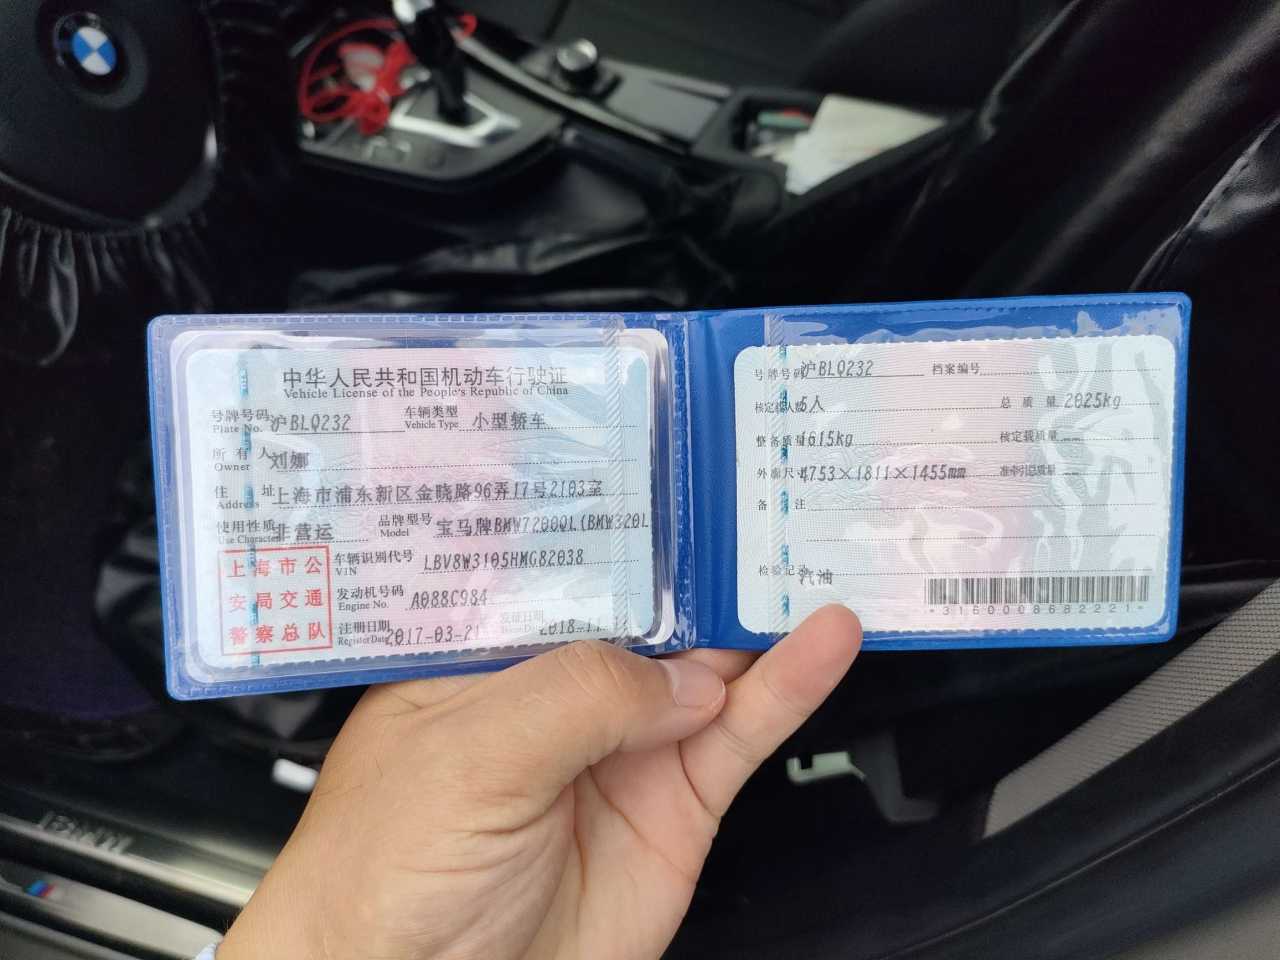 中华人民共和国机动车行驶证
Vehicle License of the People's Republic of China
号牌号码 沪BLQ232 车辆类型 小型轿车
Plate No. Vehicle Type
所有人 刘娜
Owner
住址 上海市浦东新区金晓路96弄17号2103室
Address
使用性质 非营运 品牌型号 宝马牌BMW7200QL(BMW320L
Use Character Model
上海市公安局交通警察总队
车辆识别代号 LBV8W3105HMG82038
VIN
发动机号码 A088C984
Engine No.
注册日期 2017-03-21 发证日期
Register Date
号牌号码 沪BLQ232 档案编号
核定载人数 5人 总质量 2025kg
整备质量 1615kg 核定载质量 --
外廓尺寸 4753×1811×1455mm 准牵引总质量 --
备注
检验记录 汽油
*3160008682221*
BMW